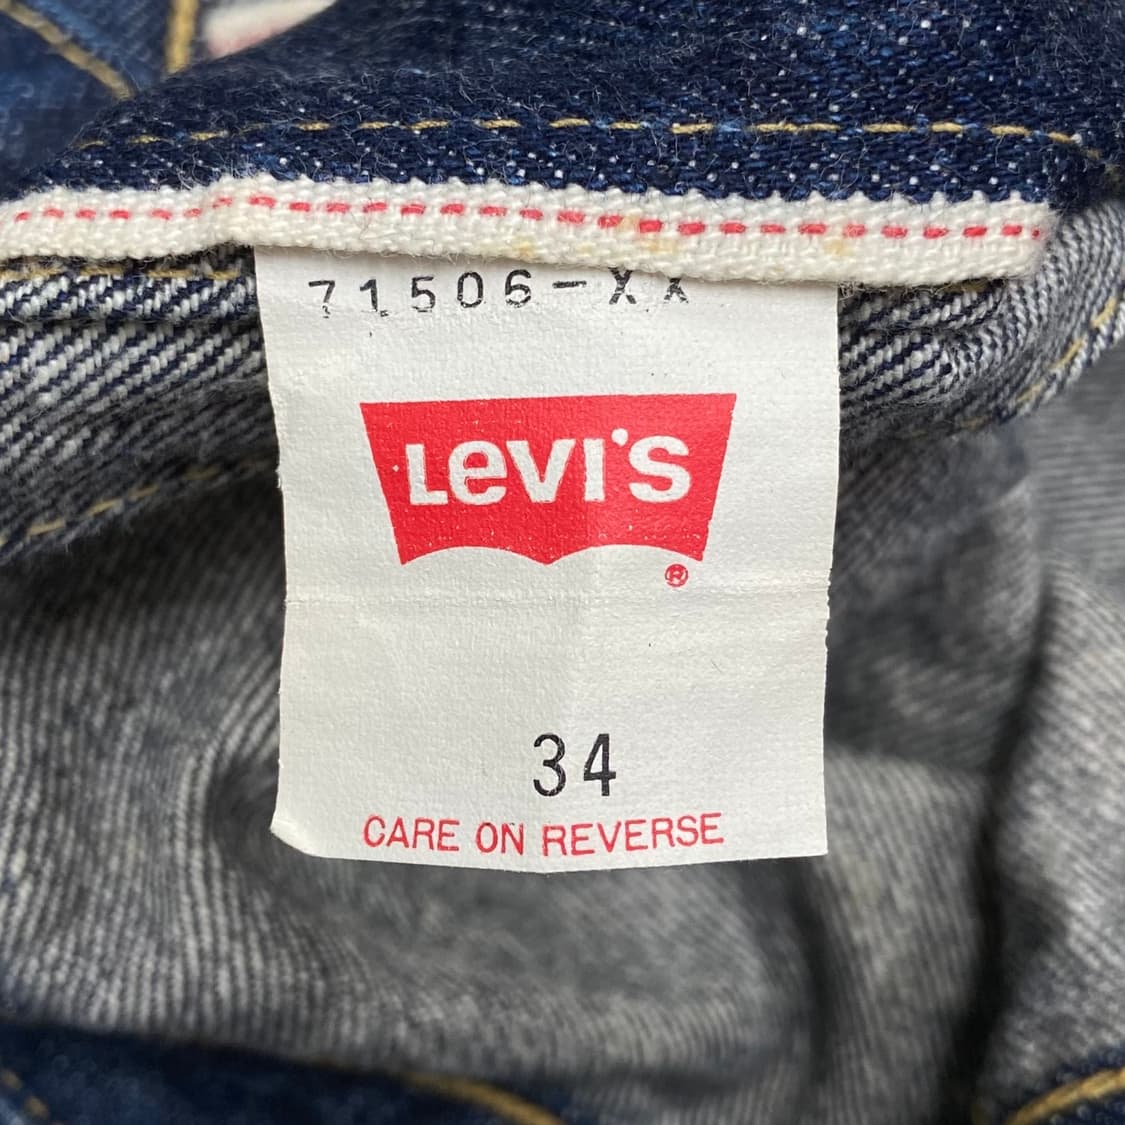 71506-XX
LEVI'S
®
34
CARE ON REVERSE